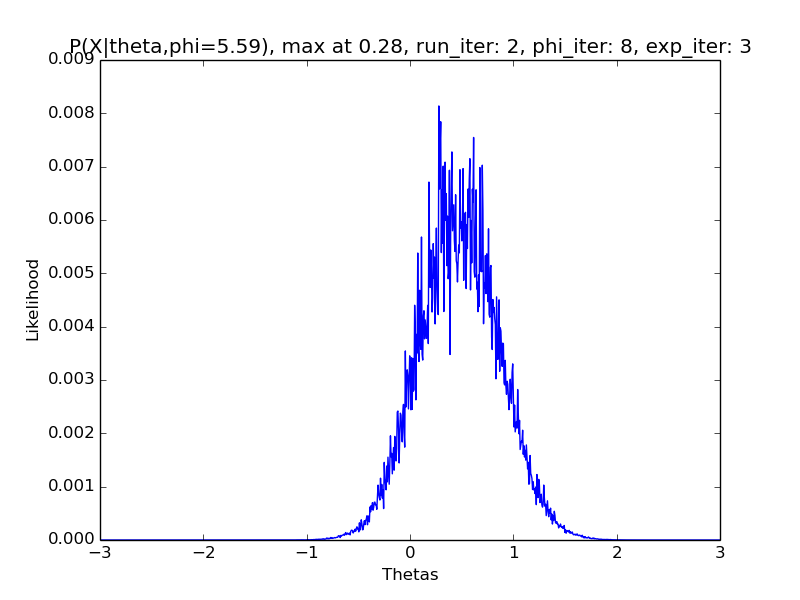 P(X|theta,phi=5.59), max at 0.28, run_iter: 2, phi_iter: 8, exp_iter: 3
0.009
0.008
0.007
0.006
0.005
0.004
0.003
0.002
0.001
0.000
Likelihood
−3 −2 −1 0 1 2 3
Thetas